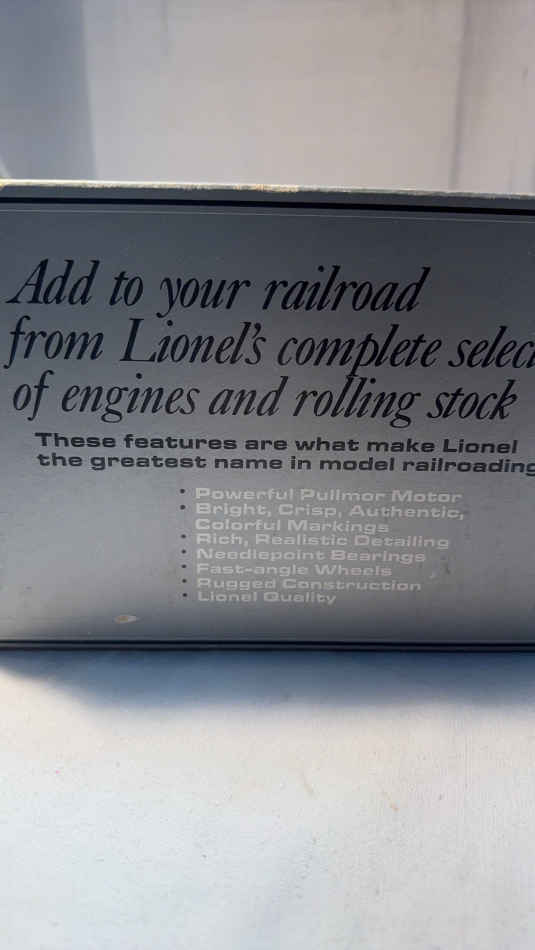 Add to your railroad
from Lionel's complete selec
of engines and rolling stock
These features are what make Lionel
the greatest name in model railroading
• Powerful Pullmor Motor
• Bright, Crisp, Authentic,
Colorful Markings
• Rich, Realistic Detailing
• Needlepoint Bearings
• Fast-angle Wheels
• Rugged Construction
• Lionel Quality